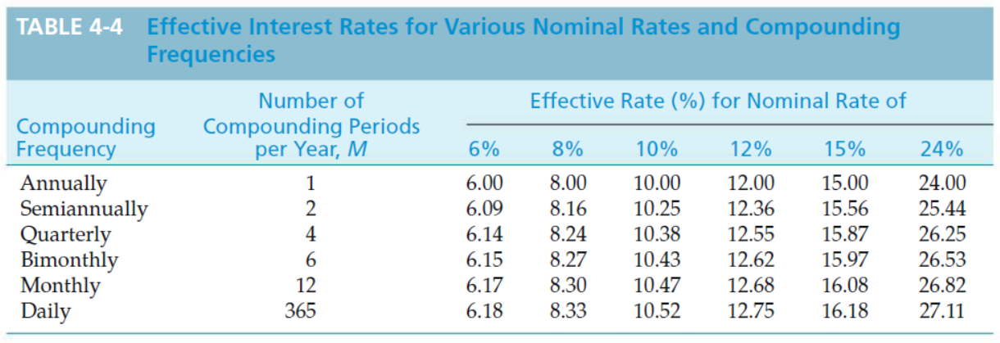 TABLE 4-4 Effective Interest Rates for Various Nominal Rates and Compounding
Frequencies
Number of Effective Rate (%) for Nominal Rate of
Compounding Compounding Periods
Frequency per Year, M 6% 8% 10% 12% 15% 24%
Annually 1 6.00 8.00 10.00 12.00 15.00 24.00
Semiannually 2 6.09 8.16 10.25 12.36 15.56 25.44
Quarterly 4 6.14 8.24 10.38 12.55 15.87 26.25
Bimonthly 6 6.15 8.27 10.43 12.62 15.97 26.53
Monthly 12 6.17 8.30 10.47 12.68 16.08 26.82
Daily 365 6.18 8.33 10.52 12.75 16.18 27.11